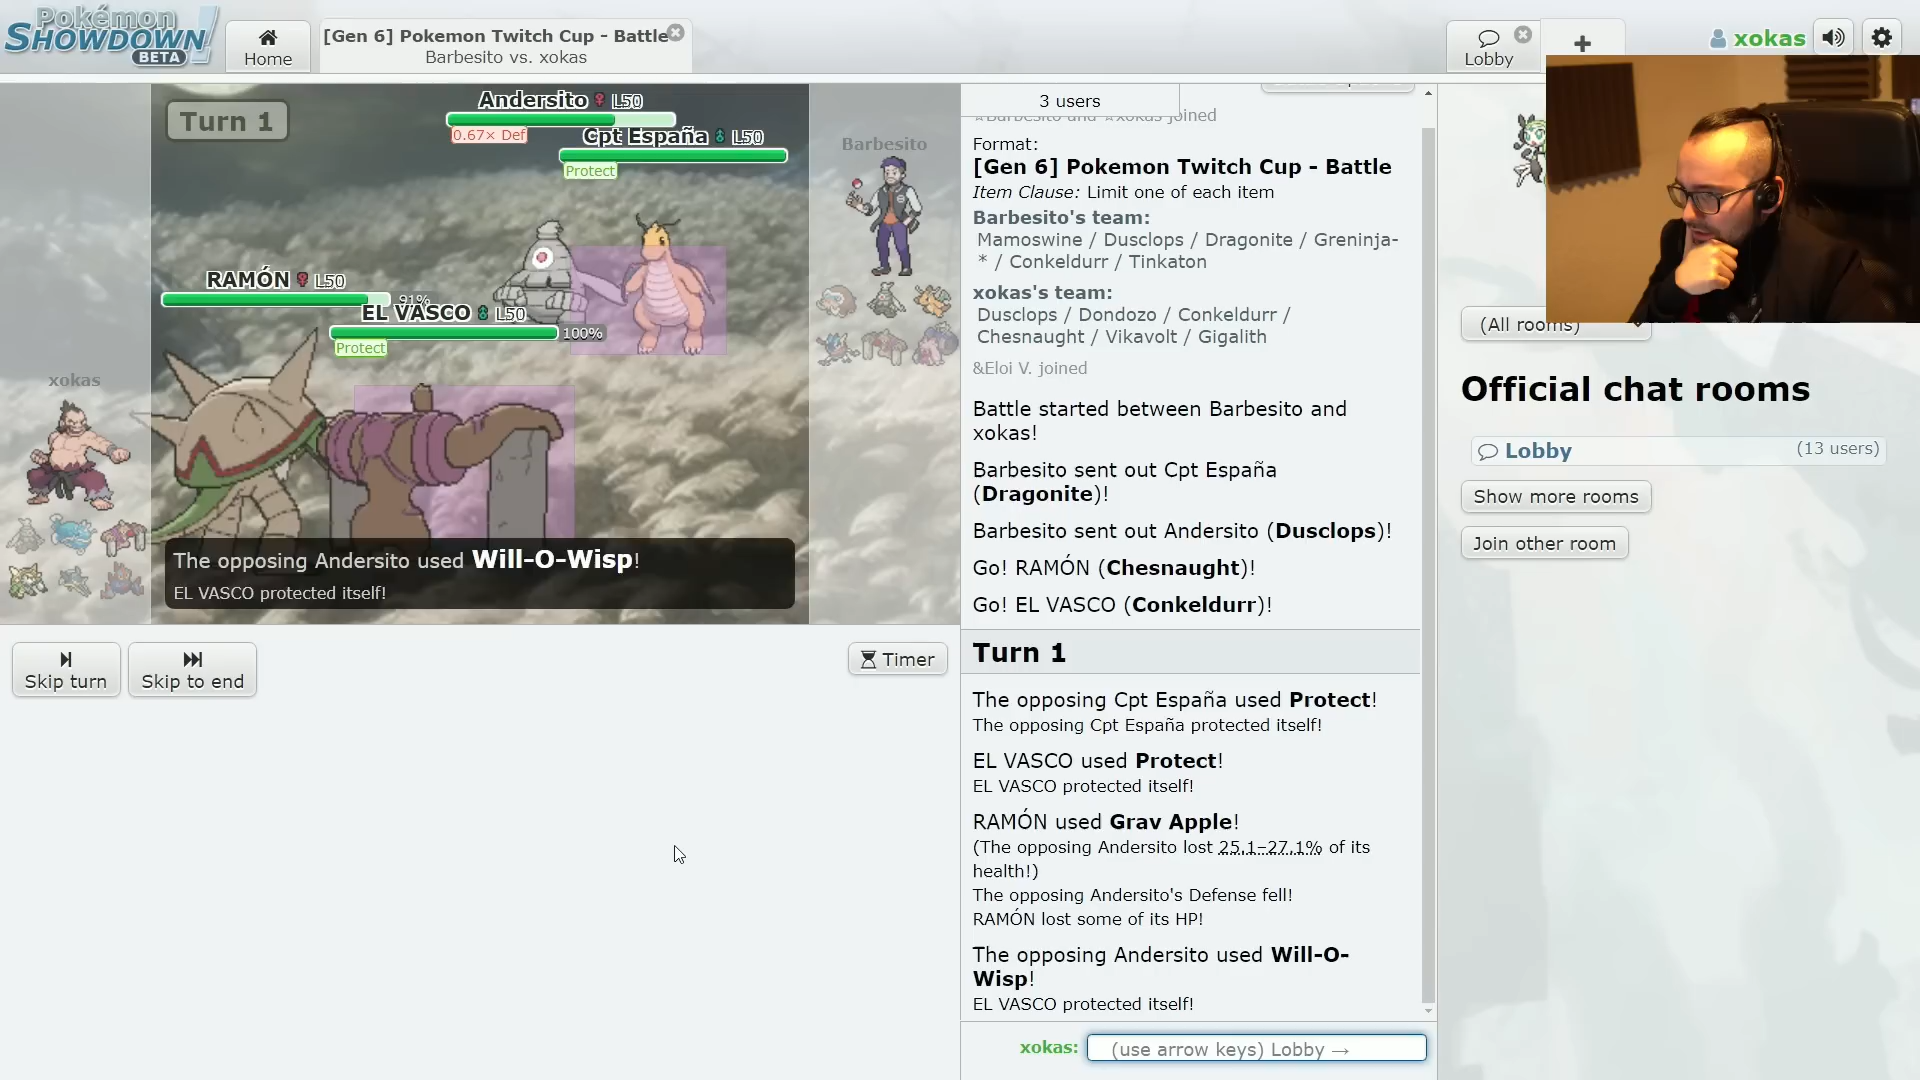 Pokémon
SHOWDOWN!
BETA
Home
[Gen 6] Pokemon Twitch Cup - Battle
Barbesito vs. xokas
Lobby
xokas
Turn 1
Andersito L50
0.67× Def
Cpt España L50
Protect
RAMÓN L50
91%
EL VASCO L50
100%
Protect
Barbesito
xokas
The opposing Andersito used Will-O-Wisp!
EL VASCO protected itself!
Skip turn
Skip to end
Timer
3 users
☆Barbesito and ☆xokas joined
Format:
[Gen 6] Pokemon Twitch Cup - Battle
Item Clause: Limit one of each item
Barbesito's team:
Mamoswine / Dusclops / Dragonite / Greninja-
* / Conkeldurr / Tinkaton
xokas's team:
Dusclops / Dondozo / Conkeldurr /
Chesnaught / Vikavolt / Gigalith
&Eloi V. joined
Battle started between Barbesito and
xokas!
Barbesito sent out Cpt España
(Dragonite)!
Barbesito sent out Andersito (Dusclops)!
Go! RAMÓN (Chesnaught)!
Go! EL VASCO (Conkeldurr)!
Turn 1
The opposing Cpt España used Protect!
The opposing Cpt España protected itself!
EL VASCO used Protect!
EL VASCO protected itself!
RAMÓN used Grav Apple!
(The opposing Andersito lost 25.1–27.1% of its
health!)
The opposing Andersito's Defense fell!
RAMÓN lost some of its HP!
The opposing Andersito used Will-O-
Wisp!
EL VASCO protected itself!
xokas: (use arrow keys) Lobby →
(All rooms)
Official chat rooms
Lobby (13 users)
Show more rooms
Join other room